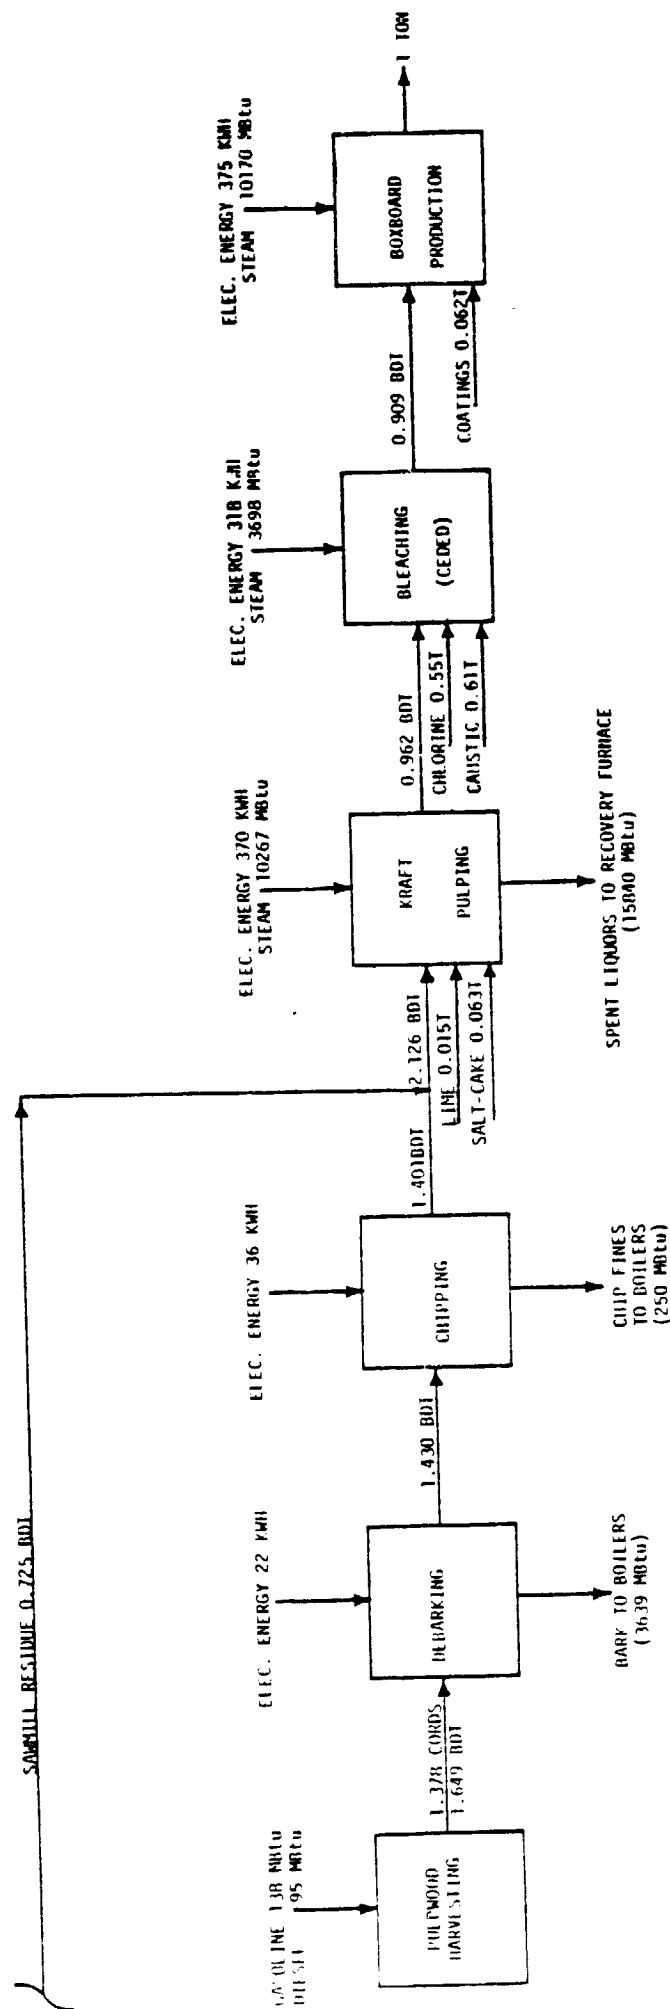 SAWMILL RESIDUE 0.725 BDT
GASOLINE 138 MBtu
DIESEL 95 MBtu
PULPWOOD
HARVESTING
1.378 CORDS
1.649 BDT
ELEC. ENERGY 22 KWH
DEBARKING
BARK TO BOILERS
(3639 MBtu)
1.430 BDT
ELEC. ENERGY 36 KWH
CHIPPING
CHIP FINES
TO BOILERS
(250 MBtu)
1.401BDT
2.126 BDT
LIME 0.015T
SALT-CAKE 0.063T
ELEC. ENERGY 370 KWH
STEAM 10267 MBtu
KRAFT
PULPING
SPENT LIQUORS TO RECOVERY FURNACE
(15840 MBtu)
0.962 BDT
CHLORINE 0.55T
CAUSTIC 0.61T
ELEC. ENERGY 318 KWH
STEAM 3698 MBtu
BLEACHING
(CEDED)
0.909 BDT
COATINGS 0.062T
ELEC. ENERGY 375 KWH
STEAM 10170 MBtu
BOXBOARD
PRODUCTION
1 TON